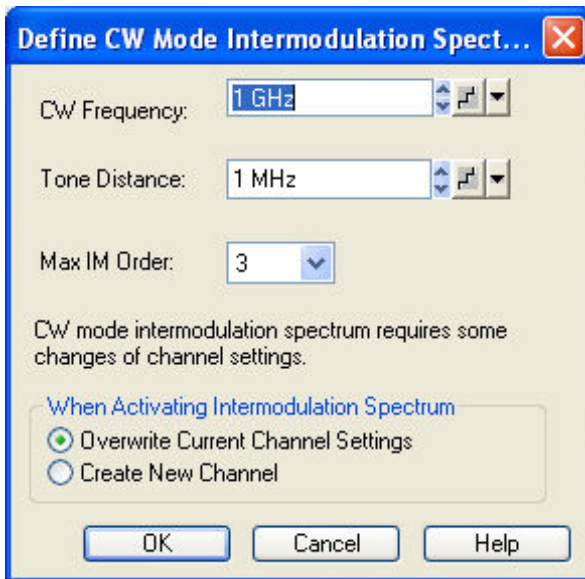 Define CW Mode Intermodulation Spect...
CW Frequency: 1 GHz
Tone Distance: 1 MHz
Max IM Order: 3
CW mode intermodulation spectrum requires some
changes of channel settings.
When Activating Intermodulation Spectrum
Overwrite Current Channel Settings
Create New Channel
OK Cancel Help